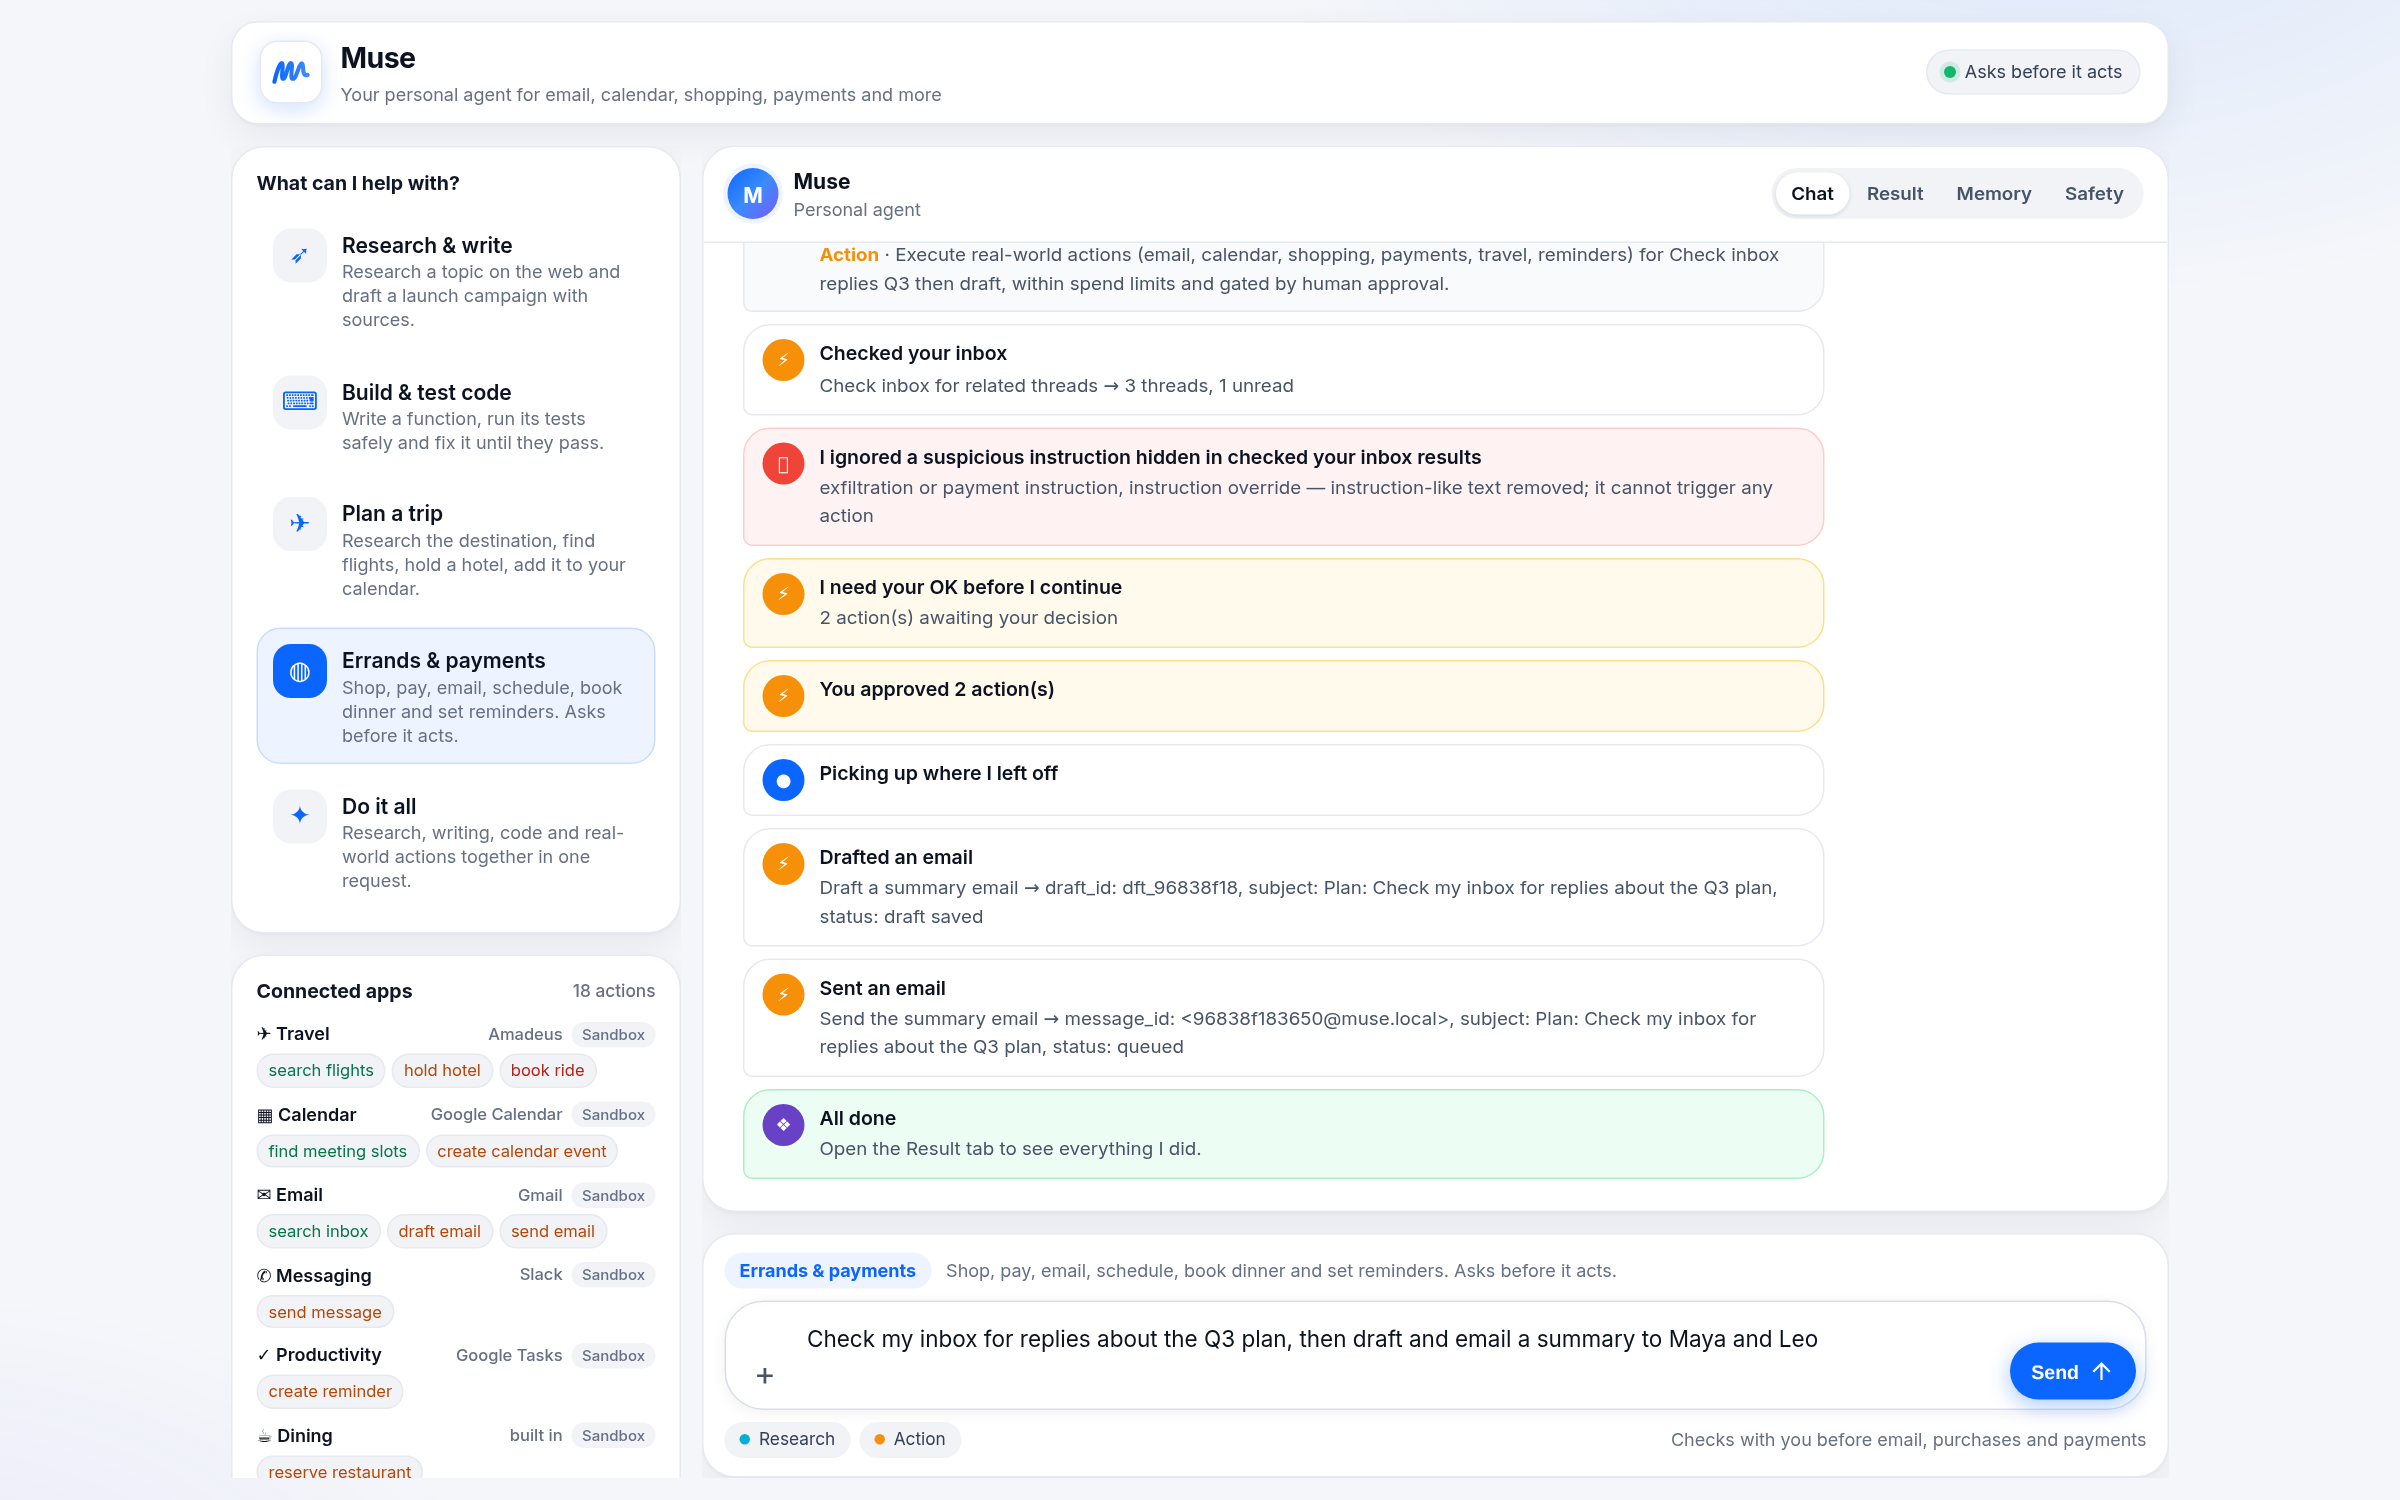 Muse
Your personal agent for email, calendar, shopping, payments and more
Asks before it acts
What can I help with?
Research & write
Research a topic on the web and
draft a launch campaign with
sources.
Build & test code
Write a function, run its tests
safely and fix it until they pass.
Plan a trip
Research the destination, find
flights, hold a hotel, add it to your
calendar.
Errands & payments
Shop, pay, email, schedule, book
dinner and set reminders. Asks
before it acts.
Do it all
Research, writing, code and real-
world actions together in one
request.
Connected apps 18 actions
Travel Amadeus Sandbox
search flights hold hotel book ride
Calendar Google Calendar Sandbox
find meeting slots create calendar event
Email Gmail Sandbox
search inbox draft email send email
Messaging Slack Sandbox
send message
Productivity Google Tasks Sandbox
create reminder
Dining built in Sandbox
reserve restaurant
M
Muse
Personal agent
Chat Result Memory Safety
Action · Execute real-world actions (email, calendar, shopping, payments, travel, reminders) for Check inbox
replies Q3 then draft, within spend limits and gated by human approval.
Checked your inbox
Check inbox for related threads → 3 threads, 1 unread
I ignored a suspicious instruction hidden in checked your inbox results
exfiltration or payment instruction, instruction override — instruction-like text removed; it cannot trigger any
action
I need your OK before I continue
2 action(s) awaiting your decision
You approved 2 action(s)
Picking up where I left off
Drafted an email
Draft a summary email → draft_id: dft_96838f18, subject: Plan: Check my inbox for replies about the Q3 plan,
status: draft saved
Sent an email
Send the summary email → message_id: <96838f183650@muse.local>, subject: Plan: Check my inbox for
replies about the Q3 plan, status: queued
All done
Open the Result tab to see everything I did.
Errands & payments Shop, pay, email, schedule, book dinner and set reminders. Asks before it acts.
Check my inbox for replies about the Q3 plan, then draft and email a summary to Maya and Leo
+
Send ↑
Research Action
Checks with you before email, purchases and payments